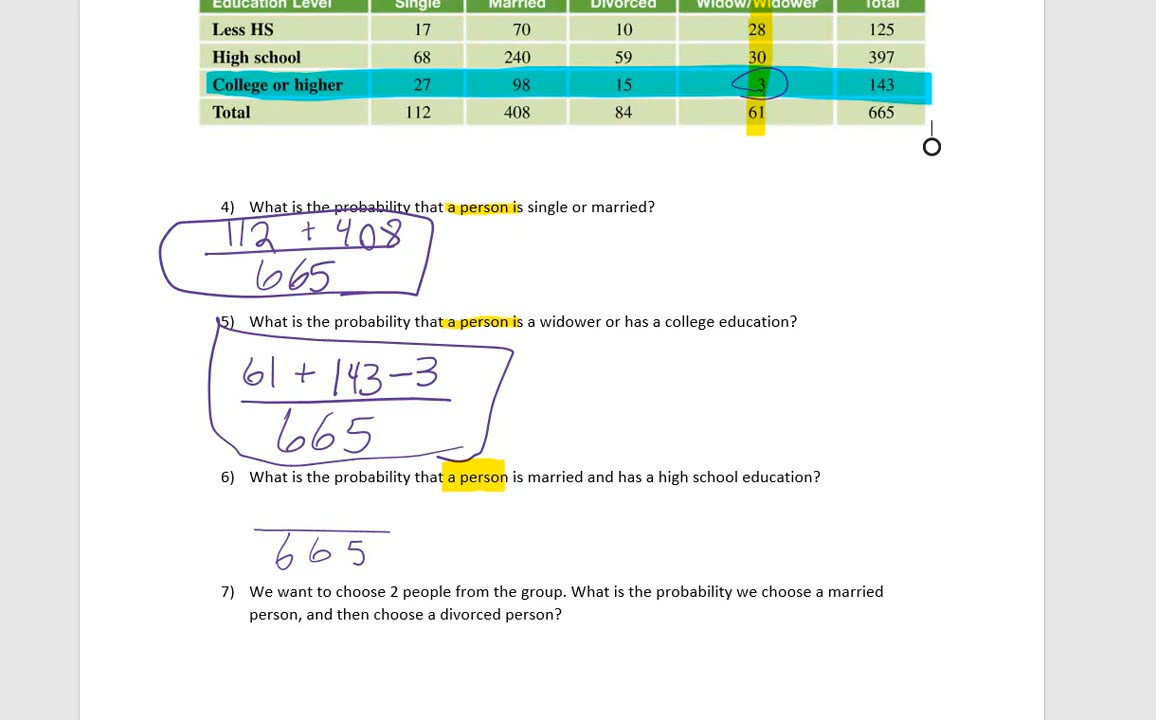 Education Level Single Married Divorced Widow/Widower Total
Less HS 17 70 10 28 125
High school 68 240 59 30 397
College or higher 27 98 15 3 143
Total 112 408 84 61 665
4) What is the probability that a person is single or married?
112 + 408
665
5) What is the probability that a person is a widower or has a college education?
61 + 143 - 3
665
6) What is the probability that a person is married and has a high school education?
665
7) We want to choose 2 people from the group. What is the probability we choose a married
person, and then choose a divorced person?